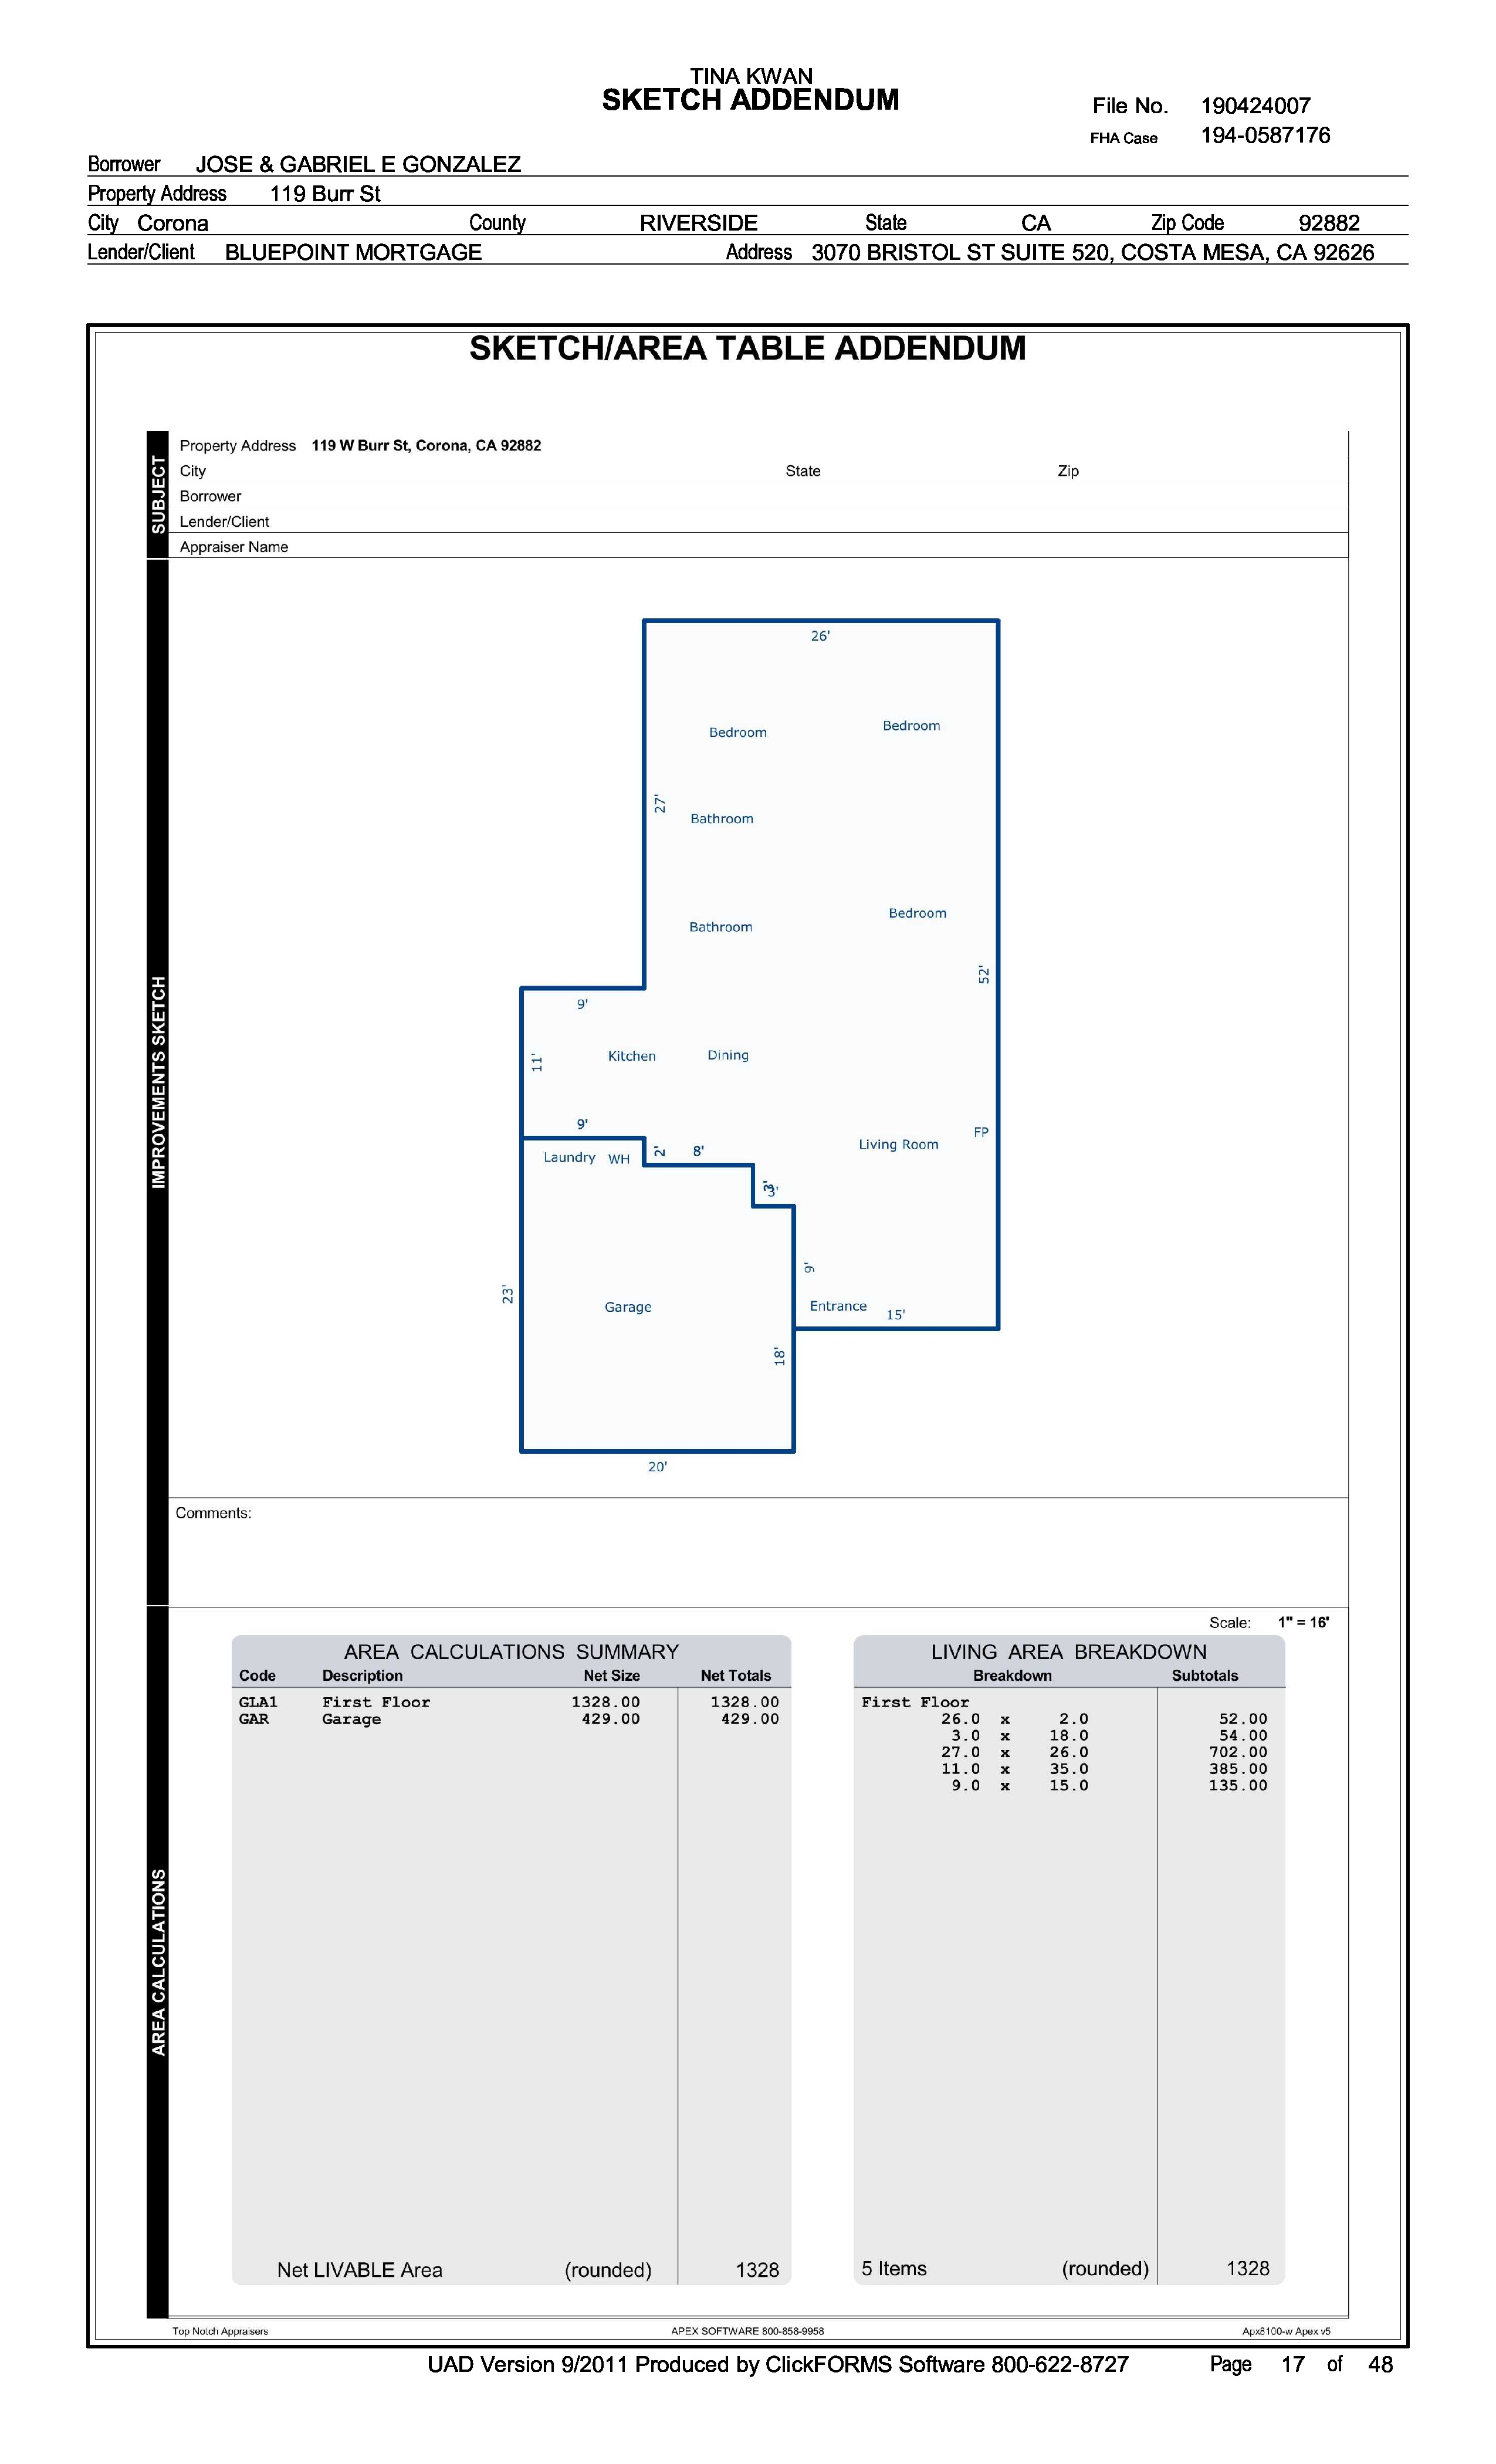 TINA KWAN
SKETCH ADDENDUM
File No. 190424007
FHA Case 194-0587176
Borrower JOSE & GABRIEL E GONZALEZ
Property Address 119 Burr St
City Corona County RIVERSIDE State CA Zip Code 92882
Lender/Client BLUEPOINT MORTGAGE Address 3070 BRISTOL ST SUITE 520, COSTA MESA, CA 92626
SKETCH/AREA TABLE ADDENDUM
SUBJECT
Property Address 119 W Burr St, Corona, CA 92882
City State Zip
Borrower
Lender/Client
Appraiser Name
IMPROVEMENTS SKETCH
26'
Bedroom Bedroom
27'
Bathroom
Bathroom Bedroom
52'
9'
11' Kitchen Dining
9'
Laundry WH 2' 8' Living Room FP
3'
3'
9'
23' Garage Entrance 15'
18'
20'
Comments:
AREA CALCULATIONS
Scale: 1" = 16'
AREA CALCULATIONS SUMMARY
Code Description Net Size Net Totals
GLA1 First Floor 1328.00 1328.00
GAR Garage 429.00 429.00
Net LIVABLE Area (rounded) 1328
LIVING AREA BREAKDOWN
Breakdown Subtotals
First Floor
26.0 x 2.0 52.00
3.0 x 18.0 54.00
27.0 x 26.0 702.00
11.0 x 35.0 385.00
9.0 x 15.0 135.00
5 Items (rounded) 1328
Top Notch Appraisers APEX SOFTWARE 800-858-9958 Apx8100-w Apex v5
UAD Version 9/2011 Produced by ClickFORMS Software 800-622-8727 Page 17 of 48